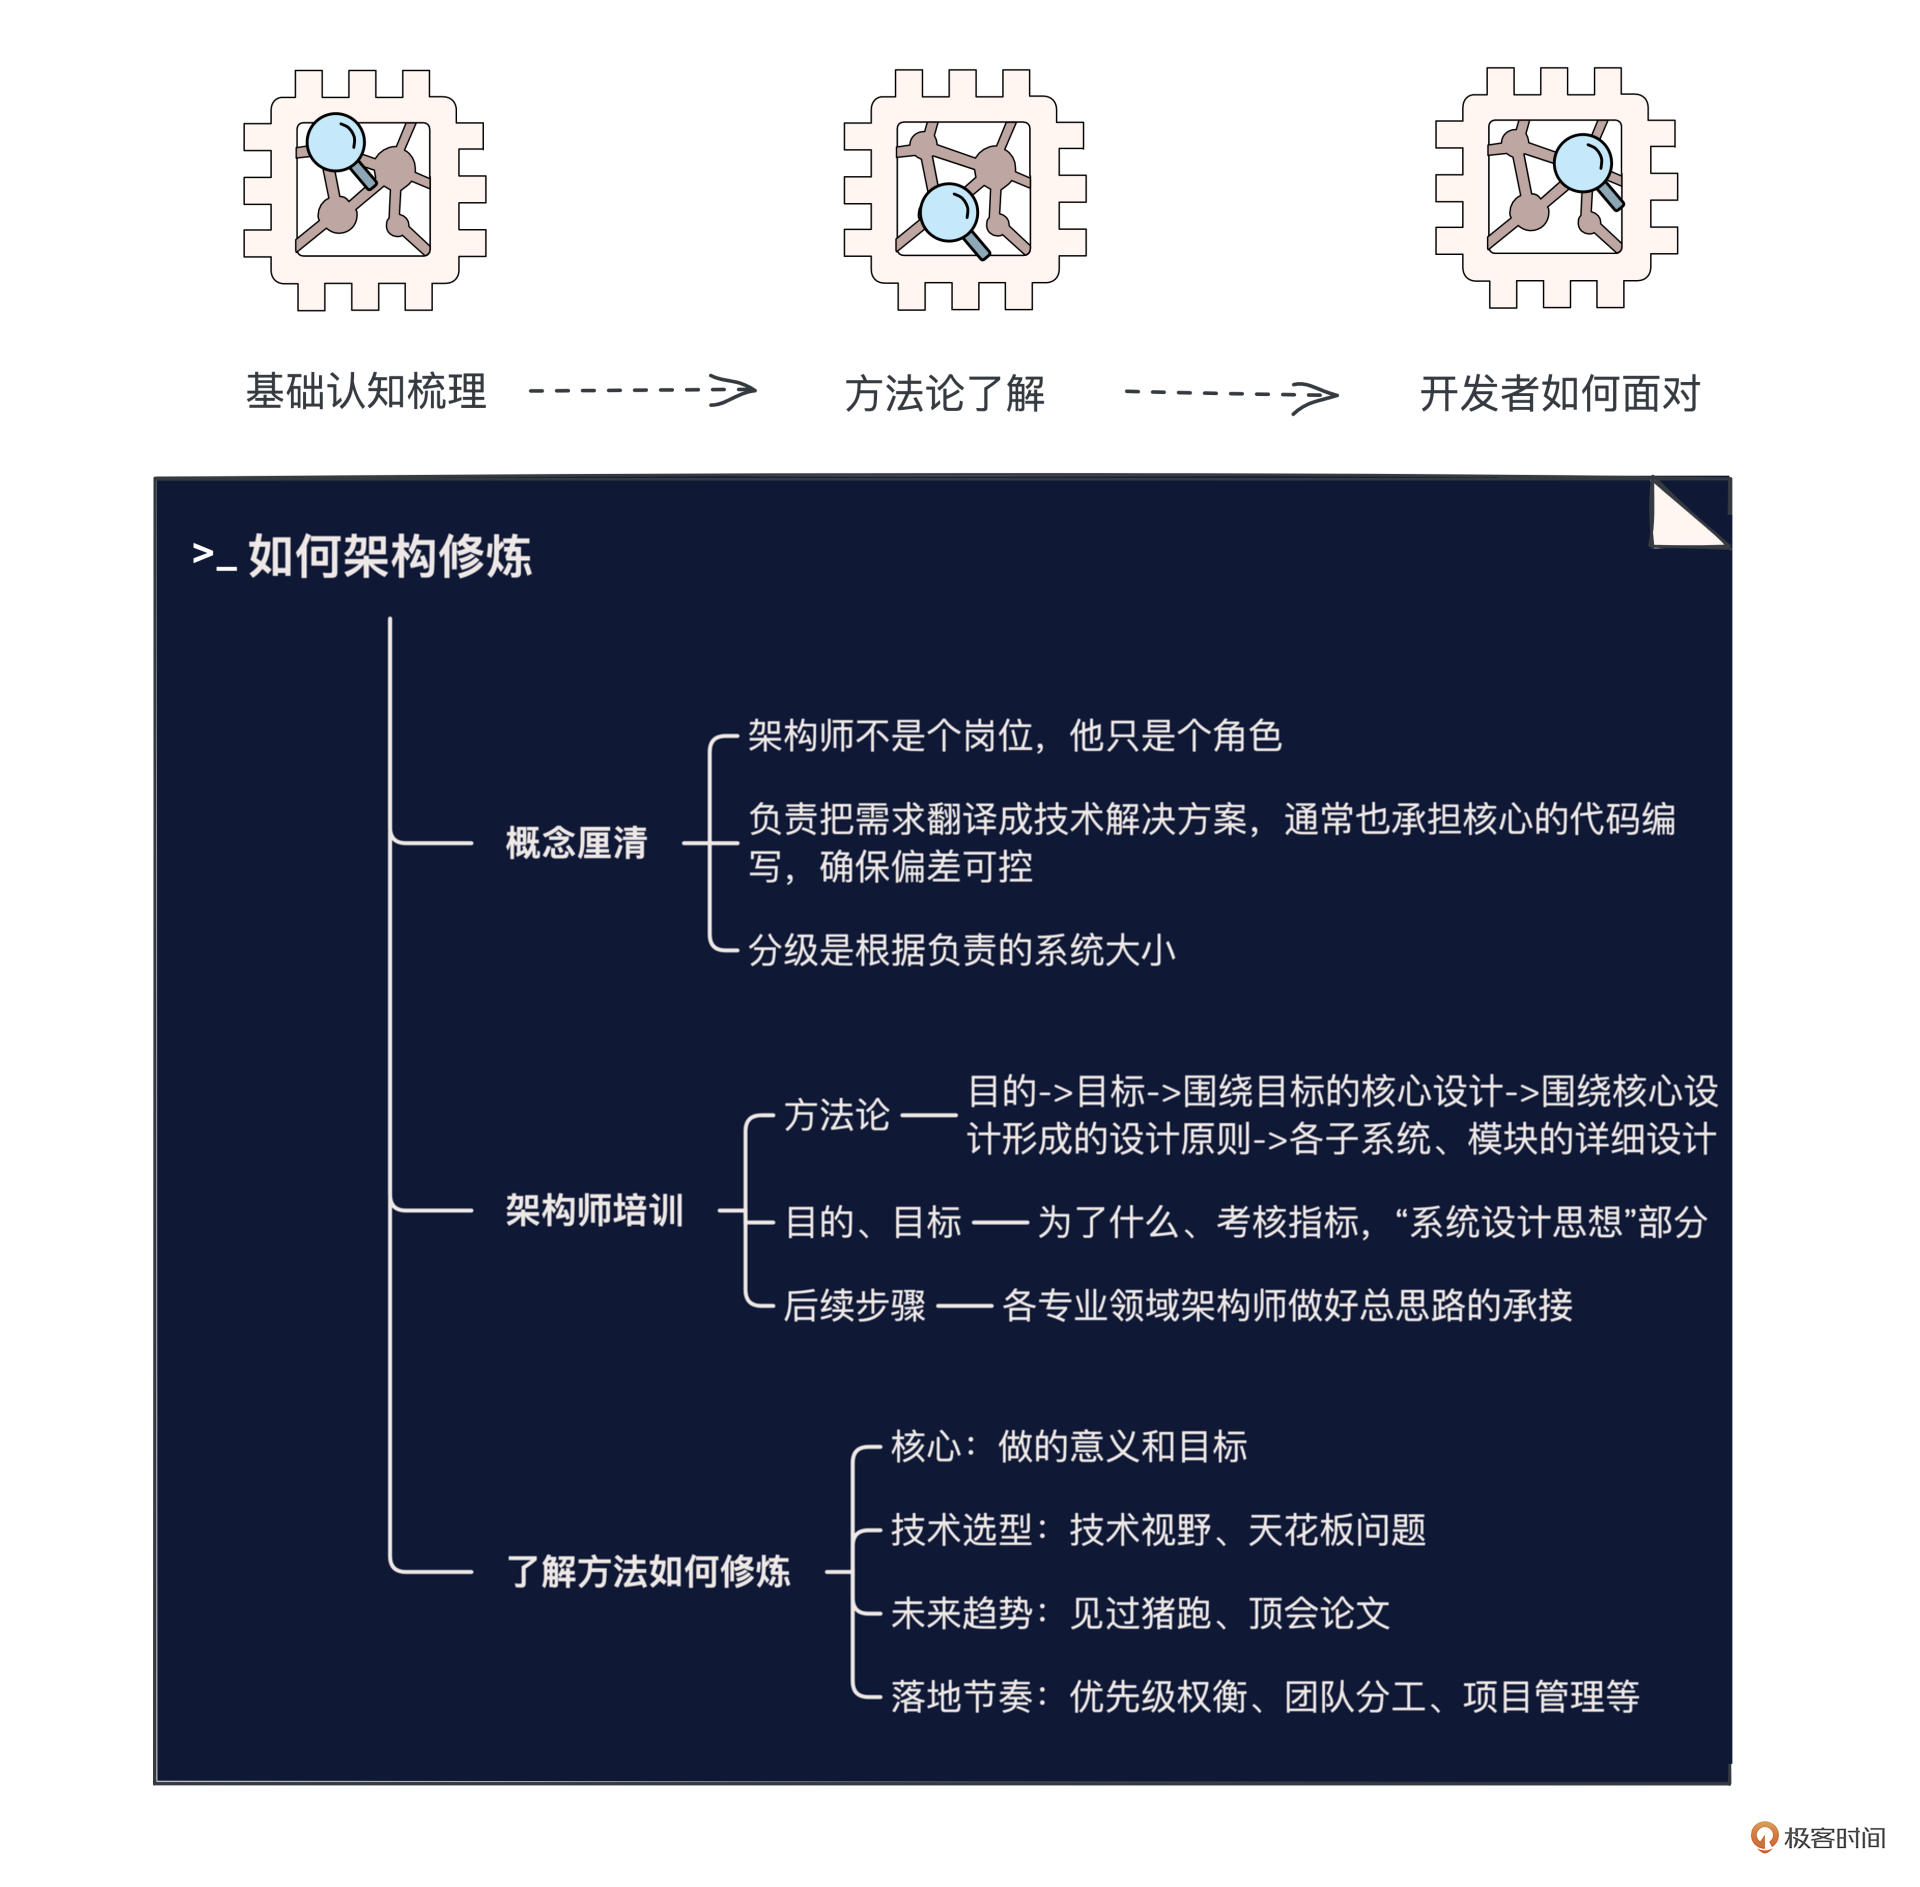 基础认知梳理
方法论了解
开发者如何面对
>_ 如何架构修炼
概念厘清
架构师不是个岗位，他只是个角色
负责把需求翻译成技术解决方案，通常也承担核心的代码编
写，确保偏差可控
分级是根据负责的系统大小
架构师培训
方法论
目的->目标->围绕目标的核心设计->围绕核心设
计形成的设计原则->各子系统、模块的详细设计
目的、目标
为了什么、考核指标，“系统设计思想”部分
后续步骤
各专业领域架构师做好总思路的承接
了解方法如何修炼
核心：做的意义和目标
技术选型：技术视野、天花板问题
未来趋势：见过猪跑、顶会论文
落地节奏：优先级权衡、团队分工、项目管理等
极客时间